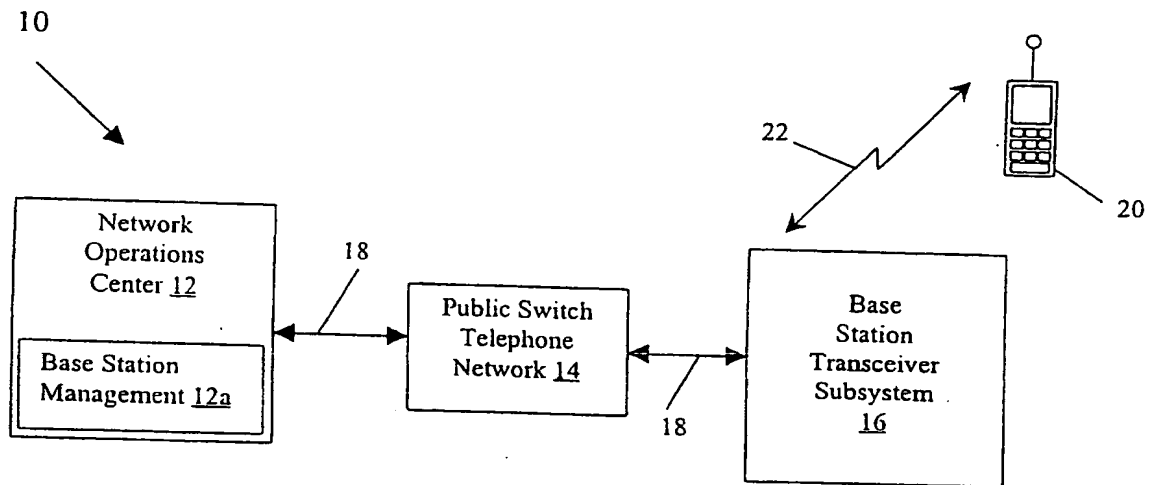 10
22
20
Network
Operations
Center 12
18
Public Switch
Telephone
Network 14
Base
Station
Transceiver
Subsystem
16
Base Station
Management 12a
18